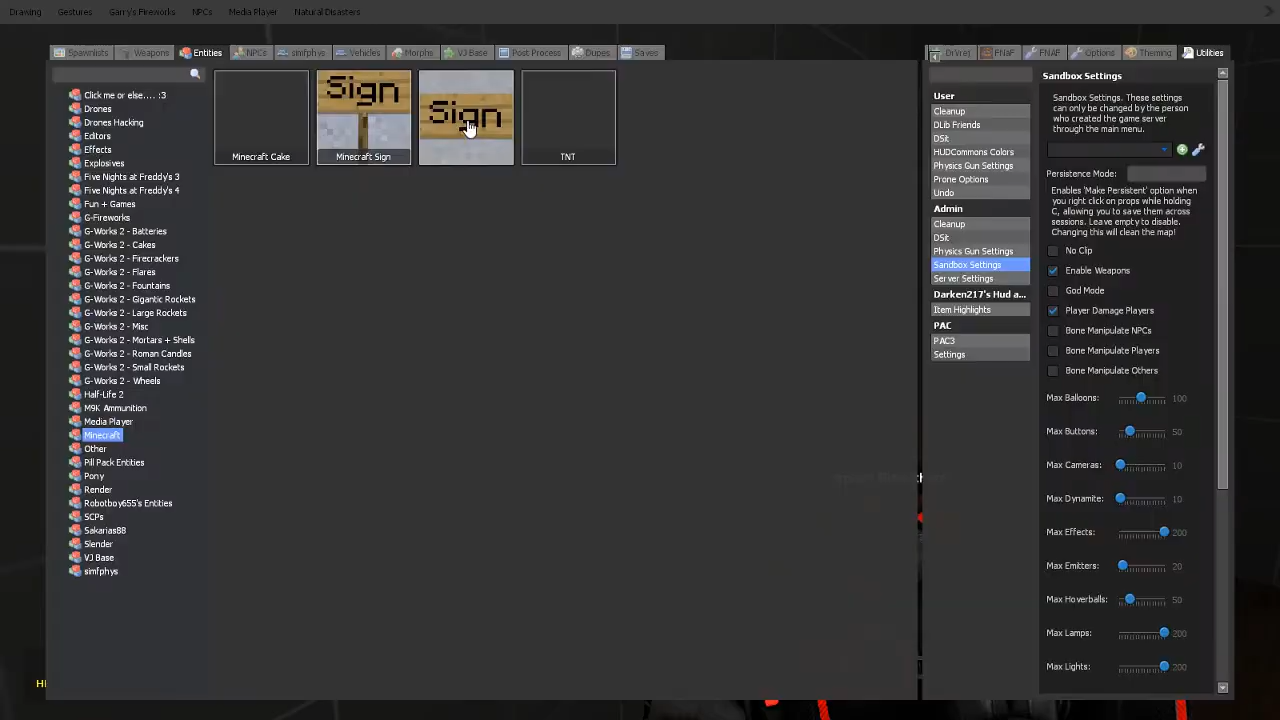 Drawing Gestures Garry's Fireworks NPCs Media Player Natural Disasters
Spawnlists Weapons Entities NPCs simfphys Vehicles Morphs VJ Base Post Process Dupes Saves
DrVrej FNaF FNAF Options Theming Utilities
Click me or else.... :3
Drones
Drones Hacking
Editors
Effects
Explosives
Five Nights at Freddy's 3
Five Nights at Freddy's 4
Fun + Games
G-Fireworks
G-Works 2 - Batteries
G-Works 2 - Cakes
G-Works 2 - Firecrackers
G-Works 2 - Flares
G-Works 2 - Fountains
G-Works 2 - Gigantic Rockets
G-Works 2 - Large Rockets
G-Works 2 - Misc
G-Works 2 - Mortars + Shells
G-Works 2 - Roman Candles
G-Works 2 - Small Rockets
G-Works 2 - Wheels
Half-Life 2
M9K Ammunition
Media Player
Minecraft
Other
Pill Pack Entities
Pony
Render
Robotboy655's Entities
SCPs
Sakarias88
Slender
VJ Base
simfphys
Minecraft Cake
Sign
Minecraft Sign
Sign
TNT
User
Cleanup
DLib Friends
DSit
HUDCommons Colors
Physics Gun Settings
Prone Options
Undo
Admin
Cleanup
DSit
Physics Gun Settings
Sandbox Settings
Server Settings
Darken217's Hud a...
Item Highlights
PAC
PAC3
Settings
Sandbox Settings
Sandbox Settings. These settings
can only be changed by the person
who created the game server
through the main menu.
Persistence Mode:
Enables 'Make Persistent' option when
you right click on props while holding
C, allowing you to save them across
sessions. Leave empty to disable.
Changing this will clean the map!
No Clip
Enable Weapons
God Mode
Player Damage Players
Bone Manipulate NPCs
Bone Manipulate Players
Bone Manipulate Others
Max Balloons: 100
Max Buttons: 50
Max Cameras: 10
Max Dynamite: 10
Max Effects: 200
Max Emitters: 20
Max Hoverballs: 50
Max Lamps: 200
Max Lights: 200